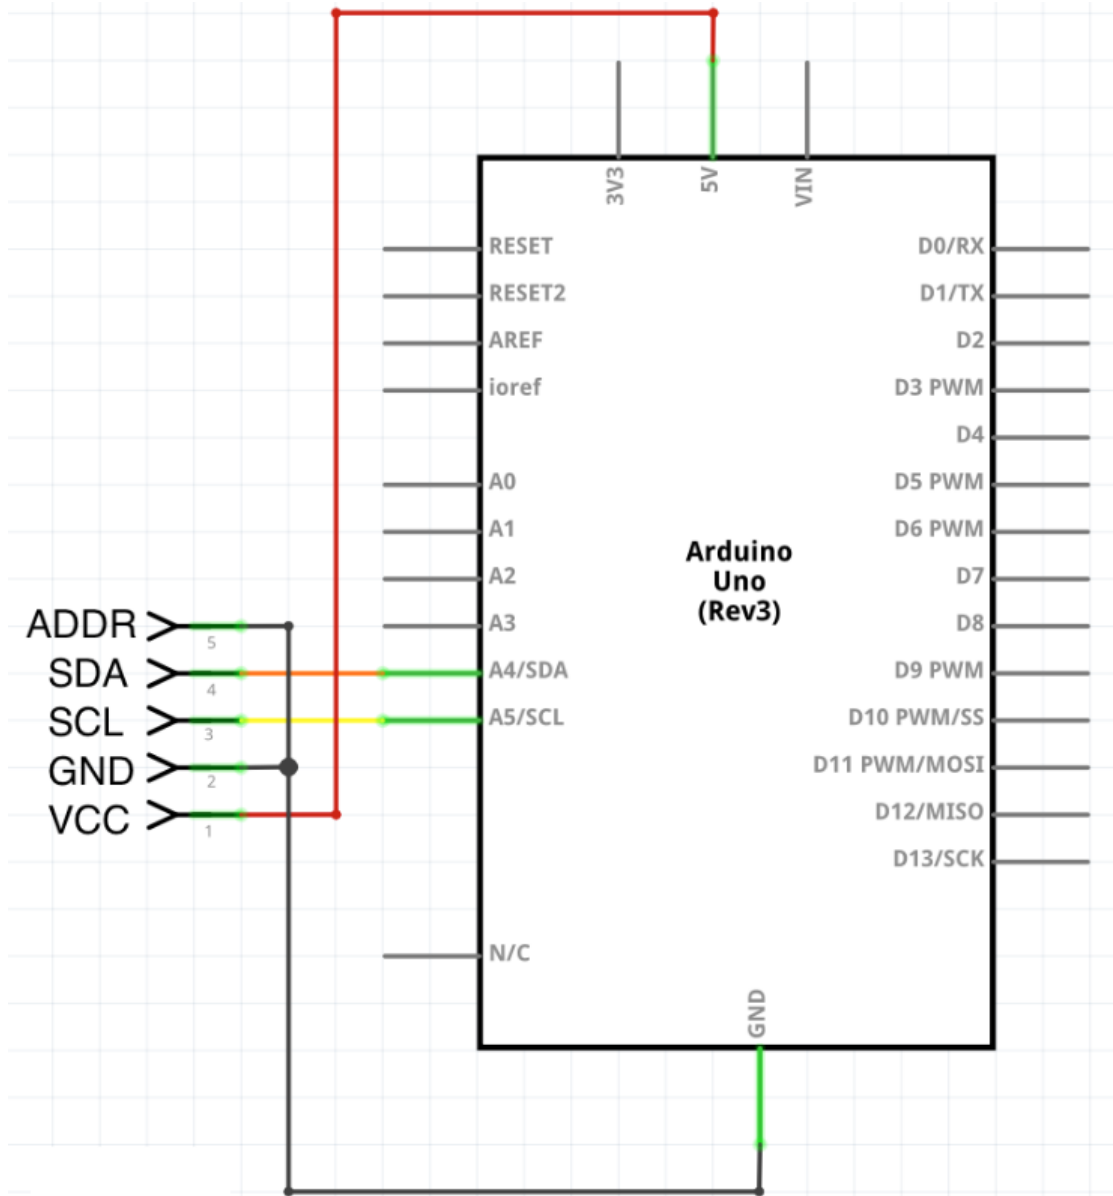 3V3
5V
VIN
RESET
RESET2
AREF
ioref
A0
A1
A2
A3
A4/SDA
A5/SCL
N/C
D0/RX
D1/TX
D2
D3 PWM
D4
D5 PWM
D6 PWM
D7
D8
D9 PWM
D10 PWM/SS
D11 PWM/MOSI
D12/MISO
D13/SCK
Arduino
Uno
(Rev3)
GND
ADDR
5
SDA
4
SCL
3
GND
2
VCC
1